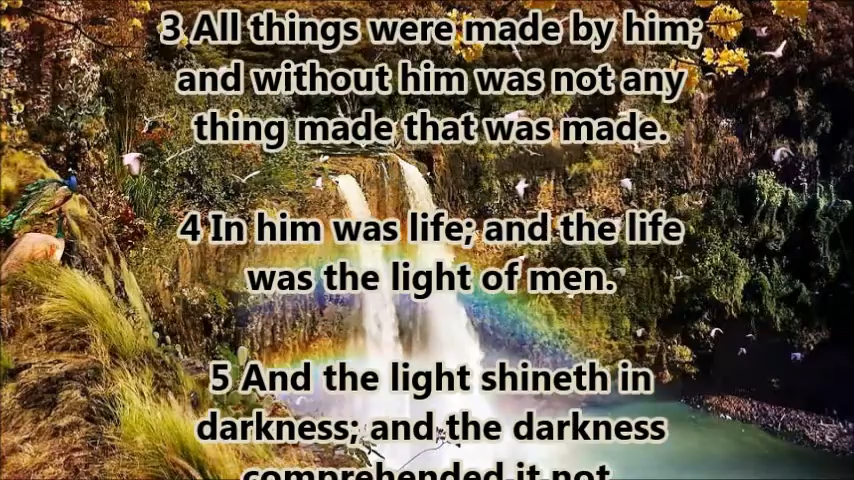 3 All things were made by him;
and without him was not any
thing made that was made.
4 In him was life; and the life
was the light of men.
5 And the light shineth in
darkness; and the darkness
comprehended it not